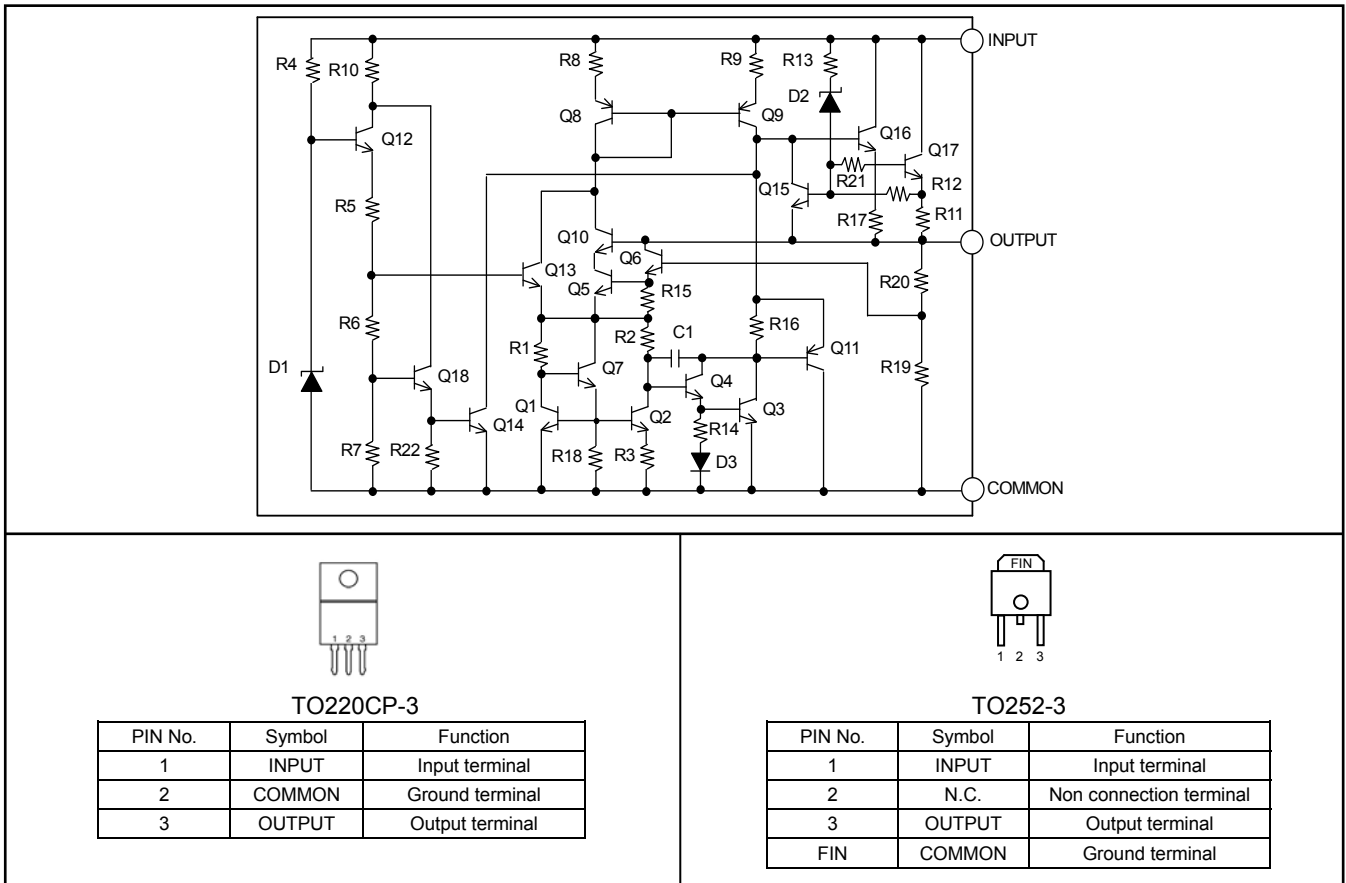 INPUT
R4
R10
R8
R9
R13
D2
Q8
Q9
Q16
Q12
Q17
Q15
R21
R12
R5
R17
R11
OUTPUT
Q10
Q6
Q13
R20
Q5
R15
R6
R2
C1
R16
R1
Q11
D1
Q7
R19
Q18
Q4
Q1
Q2
Q3
Q14
R14
R7
R22
R18
R3
D3
COMMON
1 2 3
TO220CP-3
PIN No. Symbol Function
1 INPUT Input terminal
2 COMMON Ground terminal
3 OUTPUT Output terminal
FIN
1 2 3
TO252-3
PIN No. Symbol Function
1 INPUT Input terminal
2 N.C. Non connection terminal
3 OUTPUT Output terminal
FIN COMMON Ground terminal